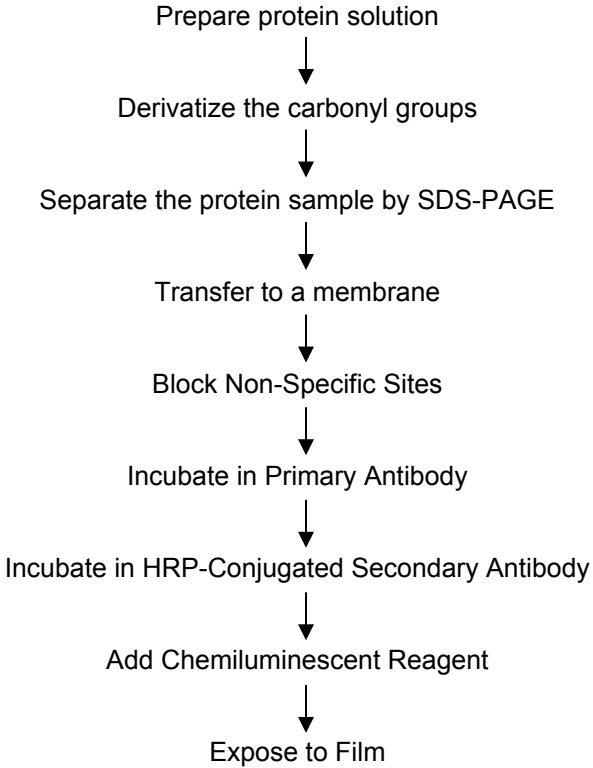 Prepare protein solution
Derivatize the carbonyl groups
Separate the protein sample by SDS-PAGE
Transfer to a membrane
Block Non-Specific Sites
Incubate in Primary Antibody
Incubate in HRP-Conjugated Secondary Antibody
Add Chemiluminescent Reagent
Expose to Film